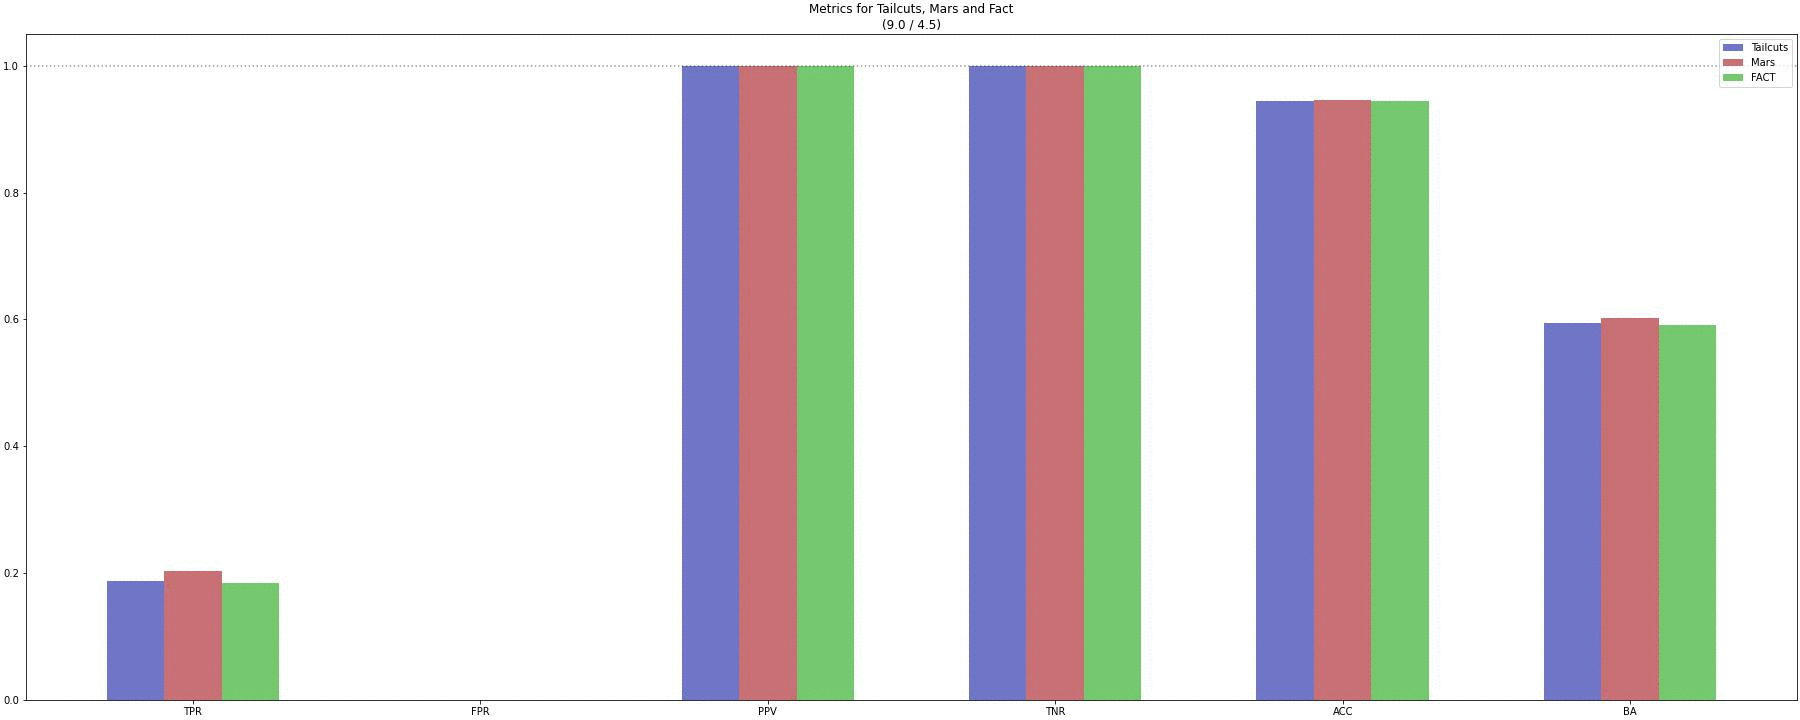 Metrics for Tailcuts, Mars and Fact
(9.0 / 4.5)
Tailcuts
Mars
FACT
1.0
0.8
0.6
0.4
0.2
0.0
TPR FPR PPV TNR ACC BA